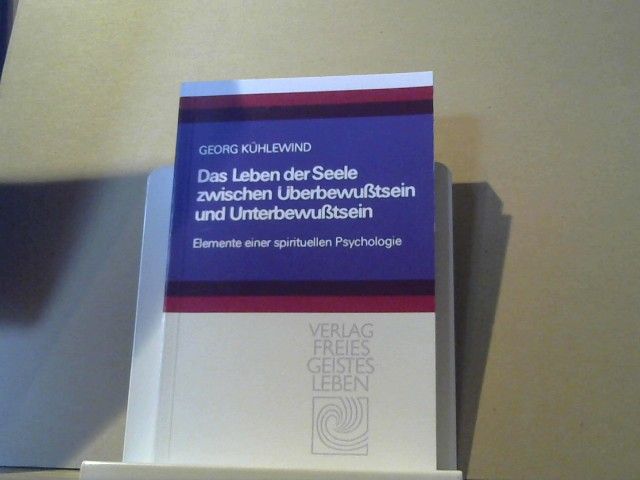 GEORG KÜHLEWIND
Das Leben der Seele
zwischen Überbewußtsein
und Unterbewußtsein
Elemente einer spirituellen Psychologie
VERLAG
FREIES
GEISTES
LEBEN